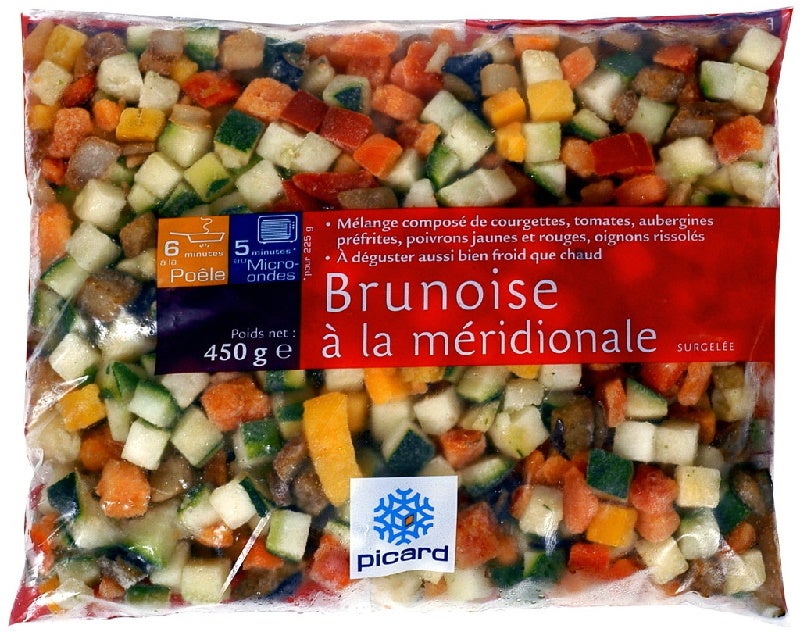 6 minutes
à la Poêle
5 minutes*
au Micro-ondes
*pour 225 g
• Mélange composé de courgettes, tomates, aubergines
préfrites, poivrons jaunes et rouges, oignons rissolés
• À déguster aussi bien froid que chaud
Brunoise
à la méridionale
SURGELÉE
Poids net :
450 g e
picard